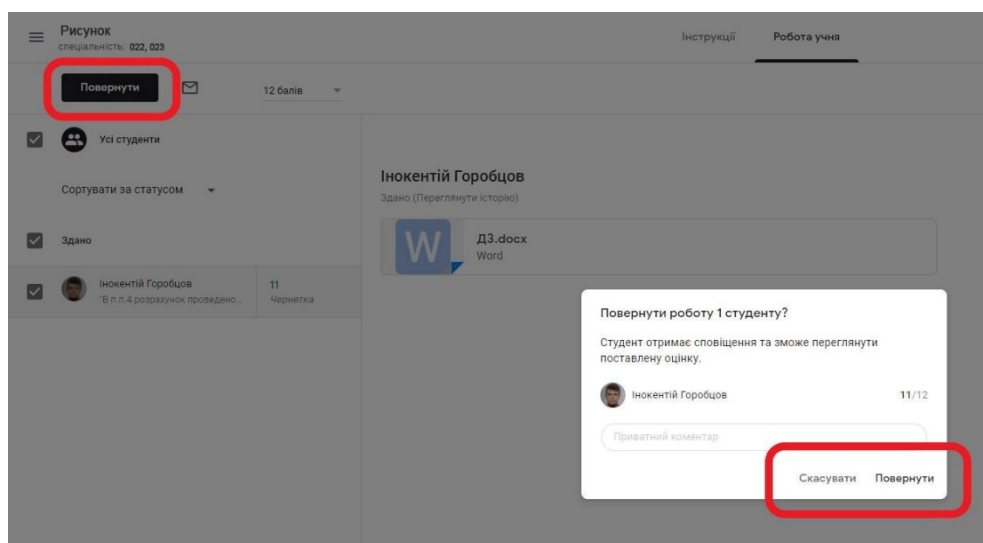 Рисунок
спеціальність: 022, 023
Інструкції
Робота учня
Повернути
12 балів
Усі студенти
Сортувати за статусом
Здано
Інокентій Горобцов
"В п.п.4 розрахунок проведено...
11
Чернетка
Інокентій Горобцов
Здано (Переглянути історію)
W
ДЗ.docx
Word
Повернути роботу 1 студенту?
Студент отримає сповіщення та зможе переглянути
поставлену оцінку.
Інокентій Горобцов
11/12
Приватний коментар
Скасувати
Повернути